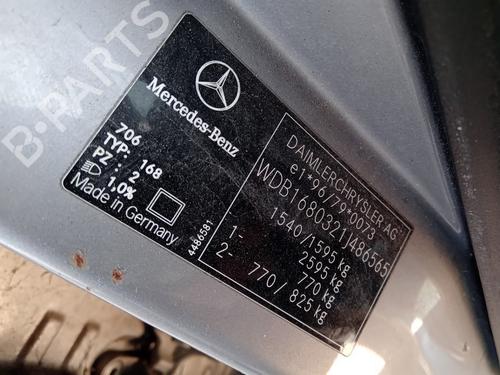 B-PARTS
Mercedes-Benz
706
TYP: 168
PZ : 2
1,0%
Made in Germany
4486581
DAIMLERCHRYSLER AG
e1*96/79*0073
WDB1680321J486565
1540/1595 kg
2595 kg
1- 770 kg
2- 770/ 825 kg